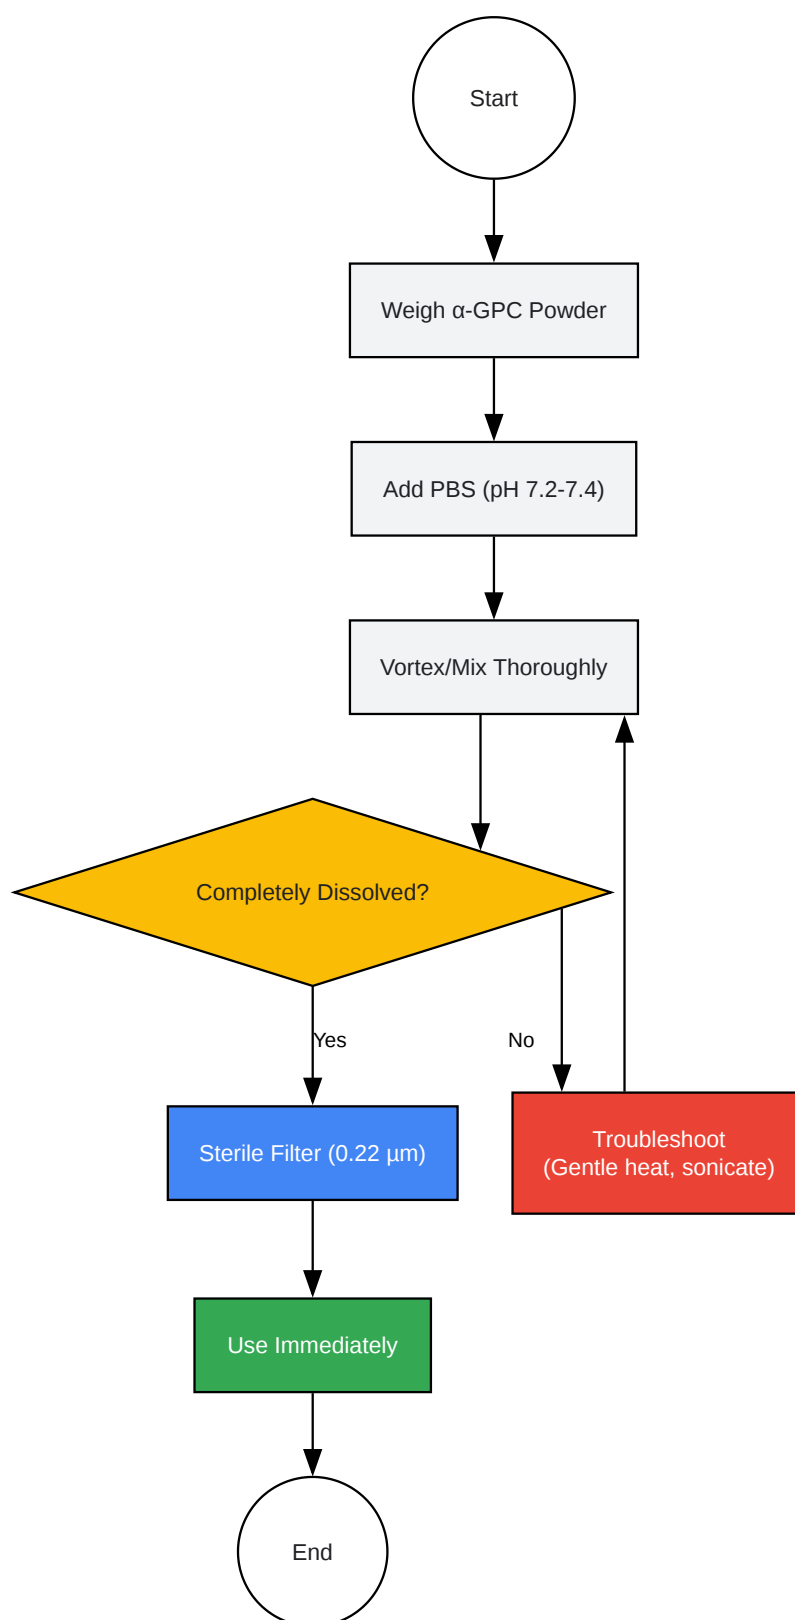 Start
Weigh α-GPC Powder
Add PBS (pH 7.2-7.4)
Vortex/Mix Thoroughly
Completely Dissolved?
Yes
No
Sterile Filter (0.22 µm)
Troubleshoot
(Gentle heat, sonicate)
Use Immediately
End